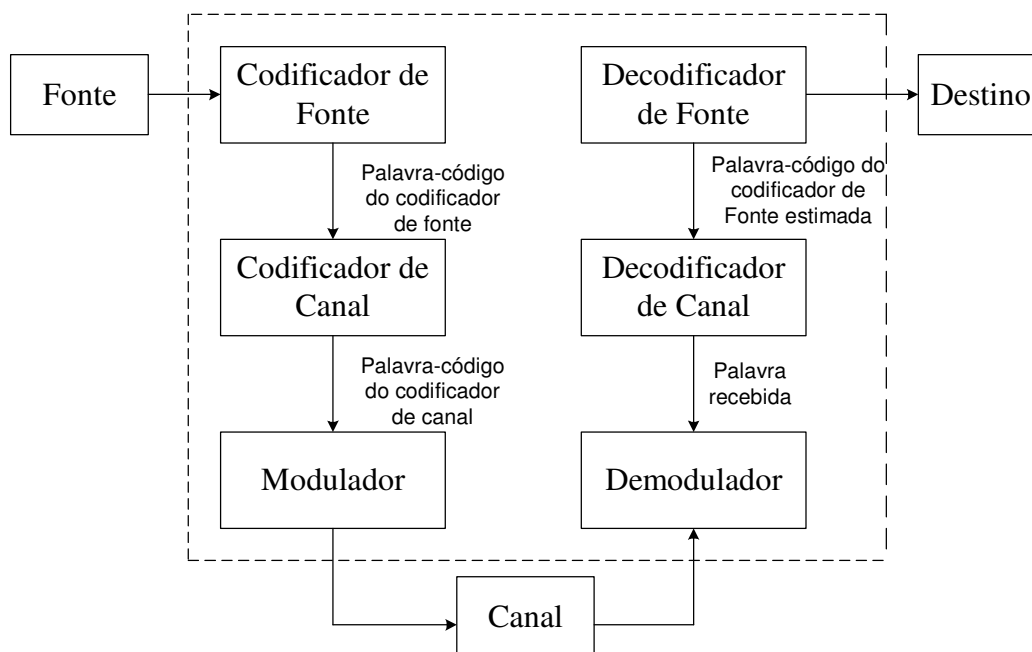 Fonte
Codificador de
Fonte
Decodificador
de Fonte
Destino
Palavra-código
do codificador
de fonte
Palavra-código do
codificador de
Fonte estimada
Codificador de
Canal
Decodificador
de Canal
Palavra-código
do codificador
de canal
Palavra
recebida
Modulador
Demodulador
Canal